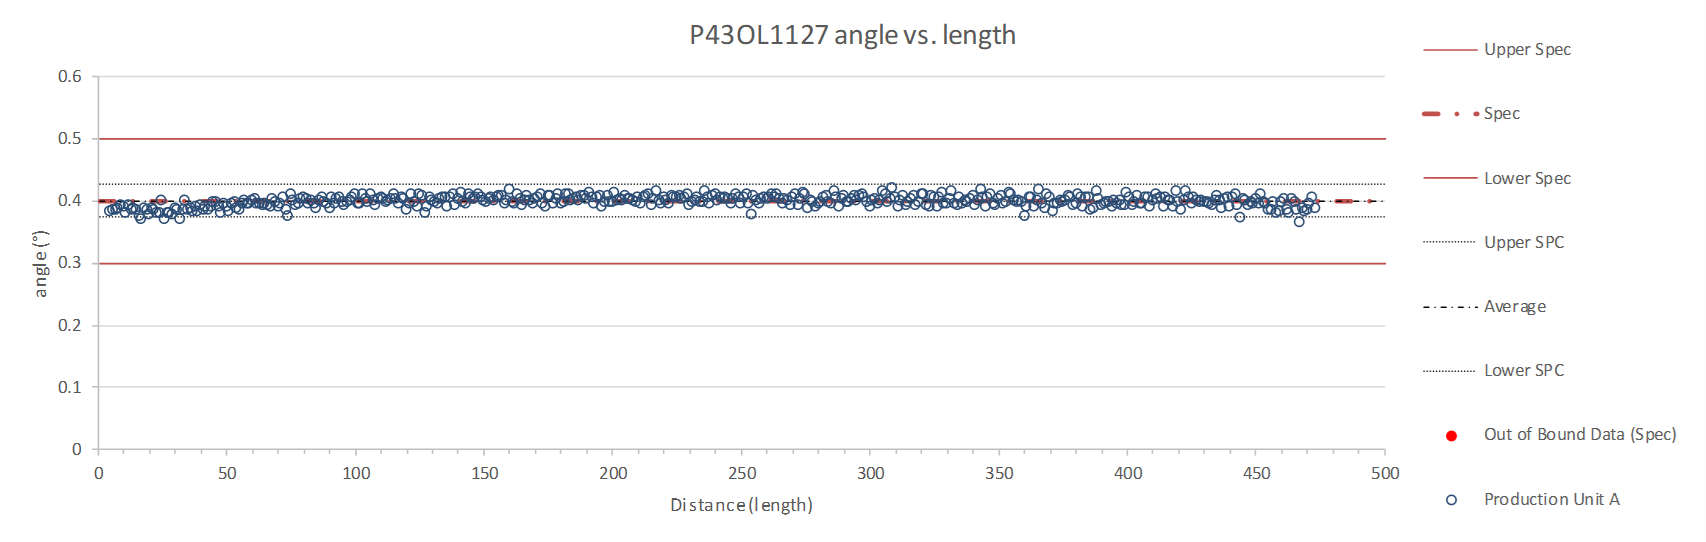 P43OL1127 angle vs. length
Upper Spec
Spec
Lower Spec
Upper SPC
Average
Lower SPC
Out of Bound Data (Spec)
Production Unit A
0.6
0.5
0.4
0.3
0.2
0.1
0
angle (°)
0 50 100 150 200 250 300 350 400 450 500
Distance (length)